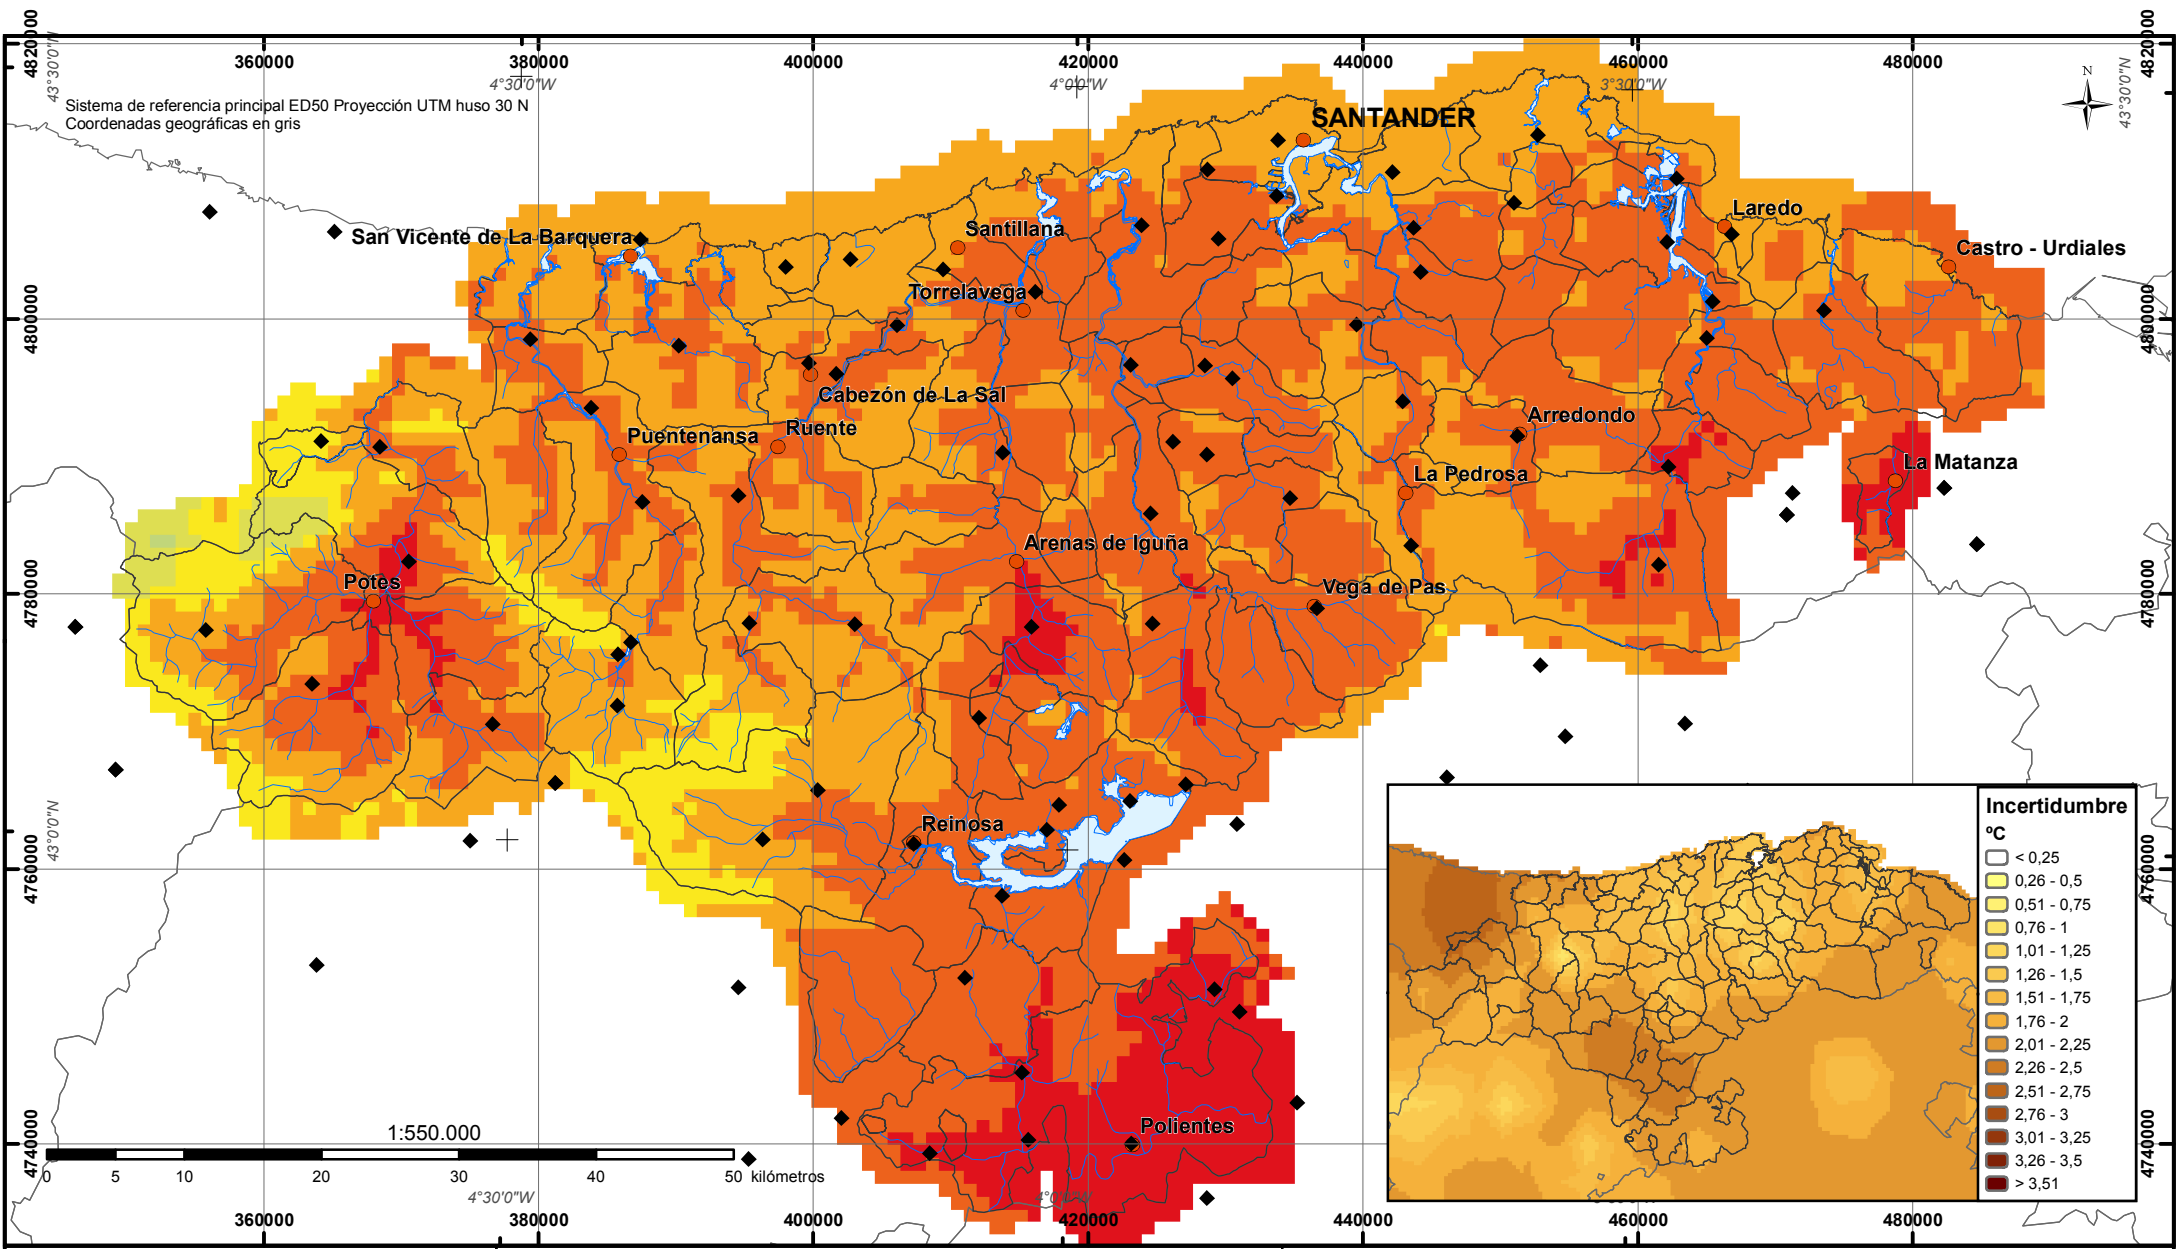 360000 380000 400000 420000 440000 460000 480000
4°30'0"W 4°0'0"W 3°30'0"W
4820000
43°30'0"N
4820000
43°30'0"N
N
Sistema de referencia principal ED50 Proyección UTM huso 30 N
Coordenadas geográficas en gris
SANTANDER
Laredo
San Vicente de La Barquera
Santillana
Castro - Urdiales
Torrelavega
4800000
4800000
Cabezón de La Sal
Puentenansa
Ruente
Arredondo
La Pedrosa
La Matanza
Arenas de Iguña
Potes
Vega de Pas
4780000
4780000
43°0'0"N
Reinosa
4760000
4760000
Incertidumbre
ºC
< 0,25
0,26 - 0,5
0,51 - 0,75
0,76 - 1
1,01 - 1,25
1,26 - 1,5
1,51 - 1,75
1,76 - 2
2,01 - 2,25
2,26 - 2,5
2,51 - 2,75
2,76 - 3
3,01 - 3,25
3,26 - 3,5
> 3,51
Polientes
4740000
4740000
1:550.000
0 5 10 20 30 40 50 kilómetros
4°30'0"W 4°0'0"W
360000 380000 400000 420000 440000 460000 480000